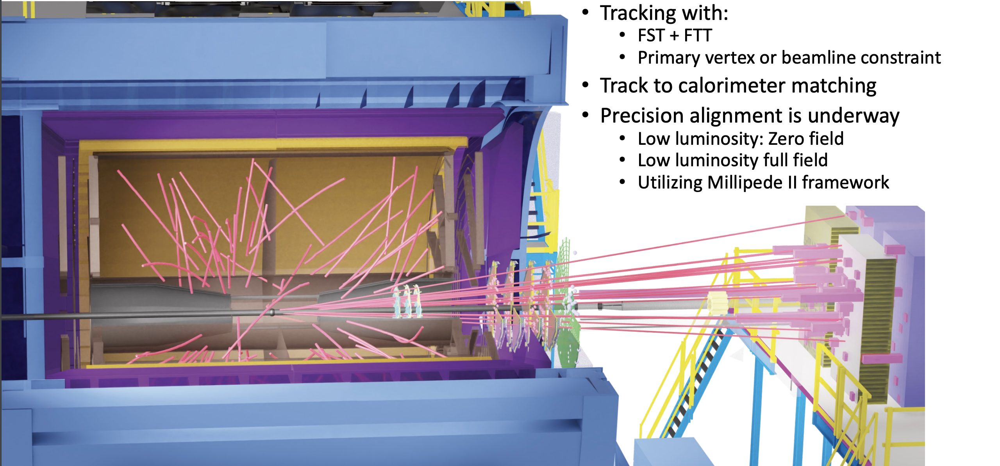 • Tracking with:
• FST + FTT
• Primary vertex or beamline constraint
• Track to calorimeter matching
• Precision alignment is underway
• Low luminosity: Zero field
• Low luminosity full field
• Utilizing Millipede II framework